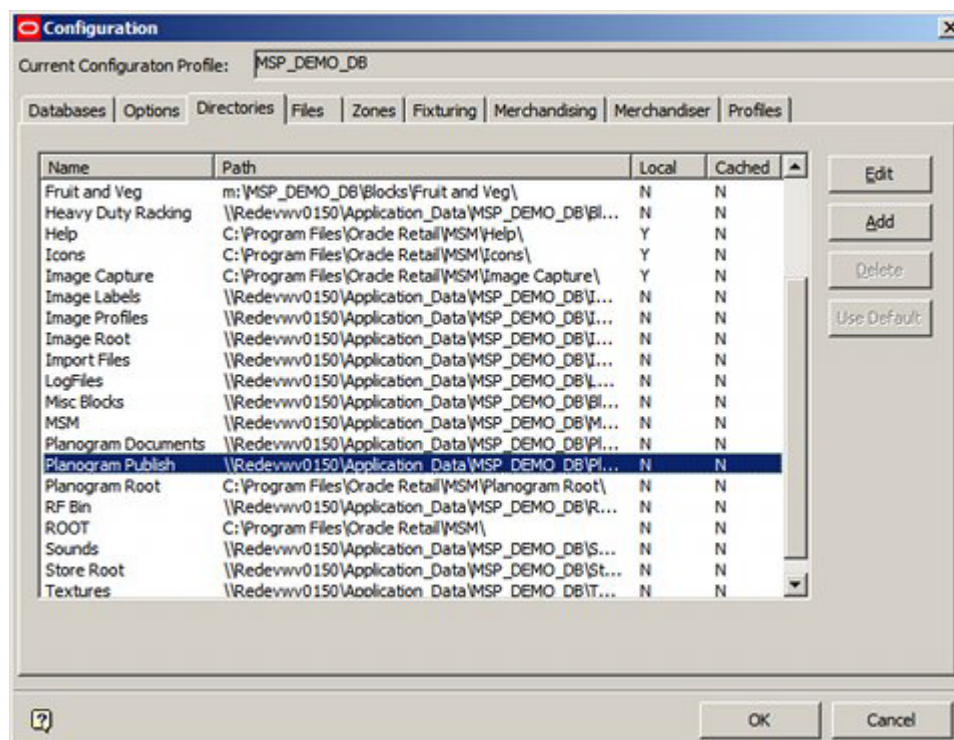 Configuration
Current Configuraton Profile: MSP_DEMO_DB
Databases Options Directories Files Zones Fixturing Merchandising Merchandiser Profiles
Name Path Local Cached
Fruit and Veg m:\MSP_DEMO_DB\Blocks\Fruit and Veg\ N N
Heavy Duty Racking \\Redevwv0150\Application_Data\MSP_DEMO_DB\Bl... N N
Help C:\Program Files\Oracle Retail\MSM\Help\ Y N
Icons C:\Program Files\Oracle Retail\MSM\Icons\ Y N
Image Capture C:\Program Files\Oracle Retail\MSM\Image Capture\ Y N
Image Labels \\Redevwv0150\Application_Data\MSP_DEMO_DB\I... N N
Image Profiles \\Redevwv0150\Application_Data\MSP_DEMO_DB\I... N N
Image Root \\Redevwv0150\Application_Data\MSP_DEMO_DB\I... N N
Import Files \\Redevwv0150\Application_Data\MSP_DEMO_DB\I... N N
LogFiles \\Redevwv0150\Application_Data\MSP_DEMO_DB\L... N N
Misc Blocks \\Redevwv0150\Application_Data\MSP_DEMO_DB\Bl... N N
MSM \\Redevwv0150\Application_Data\MSP_DEMO_DB\M... N N
Planogram Documents \\Redevwv0150\Application_Data\MSP_DEMO_DB\Pl... N N
Planogram Publish \\Redevwv0150\Application_Data\MSP_DEMO_DB\Pl... N N
Planogram Root C:\Program Files\Oracle Retail\MSM\Planogram Root\ N N
RF Bin \\Redevwv0150\Application_Data\MSP_DEMO_DB\R... N N
ROOT C:\Program Files\Oracle Retail\MSM\ N N
Sounds \\Redevwv0150\Application_Data\MSP_DEMO_DB\S... N N
Store Root \\Redevwv0150\Application_Data\MSP_DEMO_DB\St... N N
Textures \\Redevwv0150\Application_Data\MSP_DEMO_DB\T... N N
Edit
Add
Delete
Use Default
OK Cancel